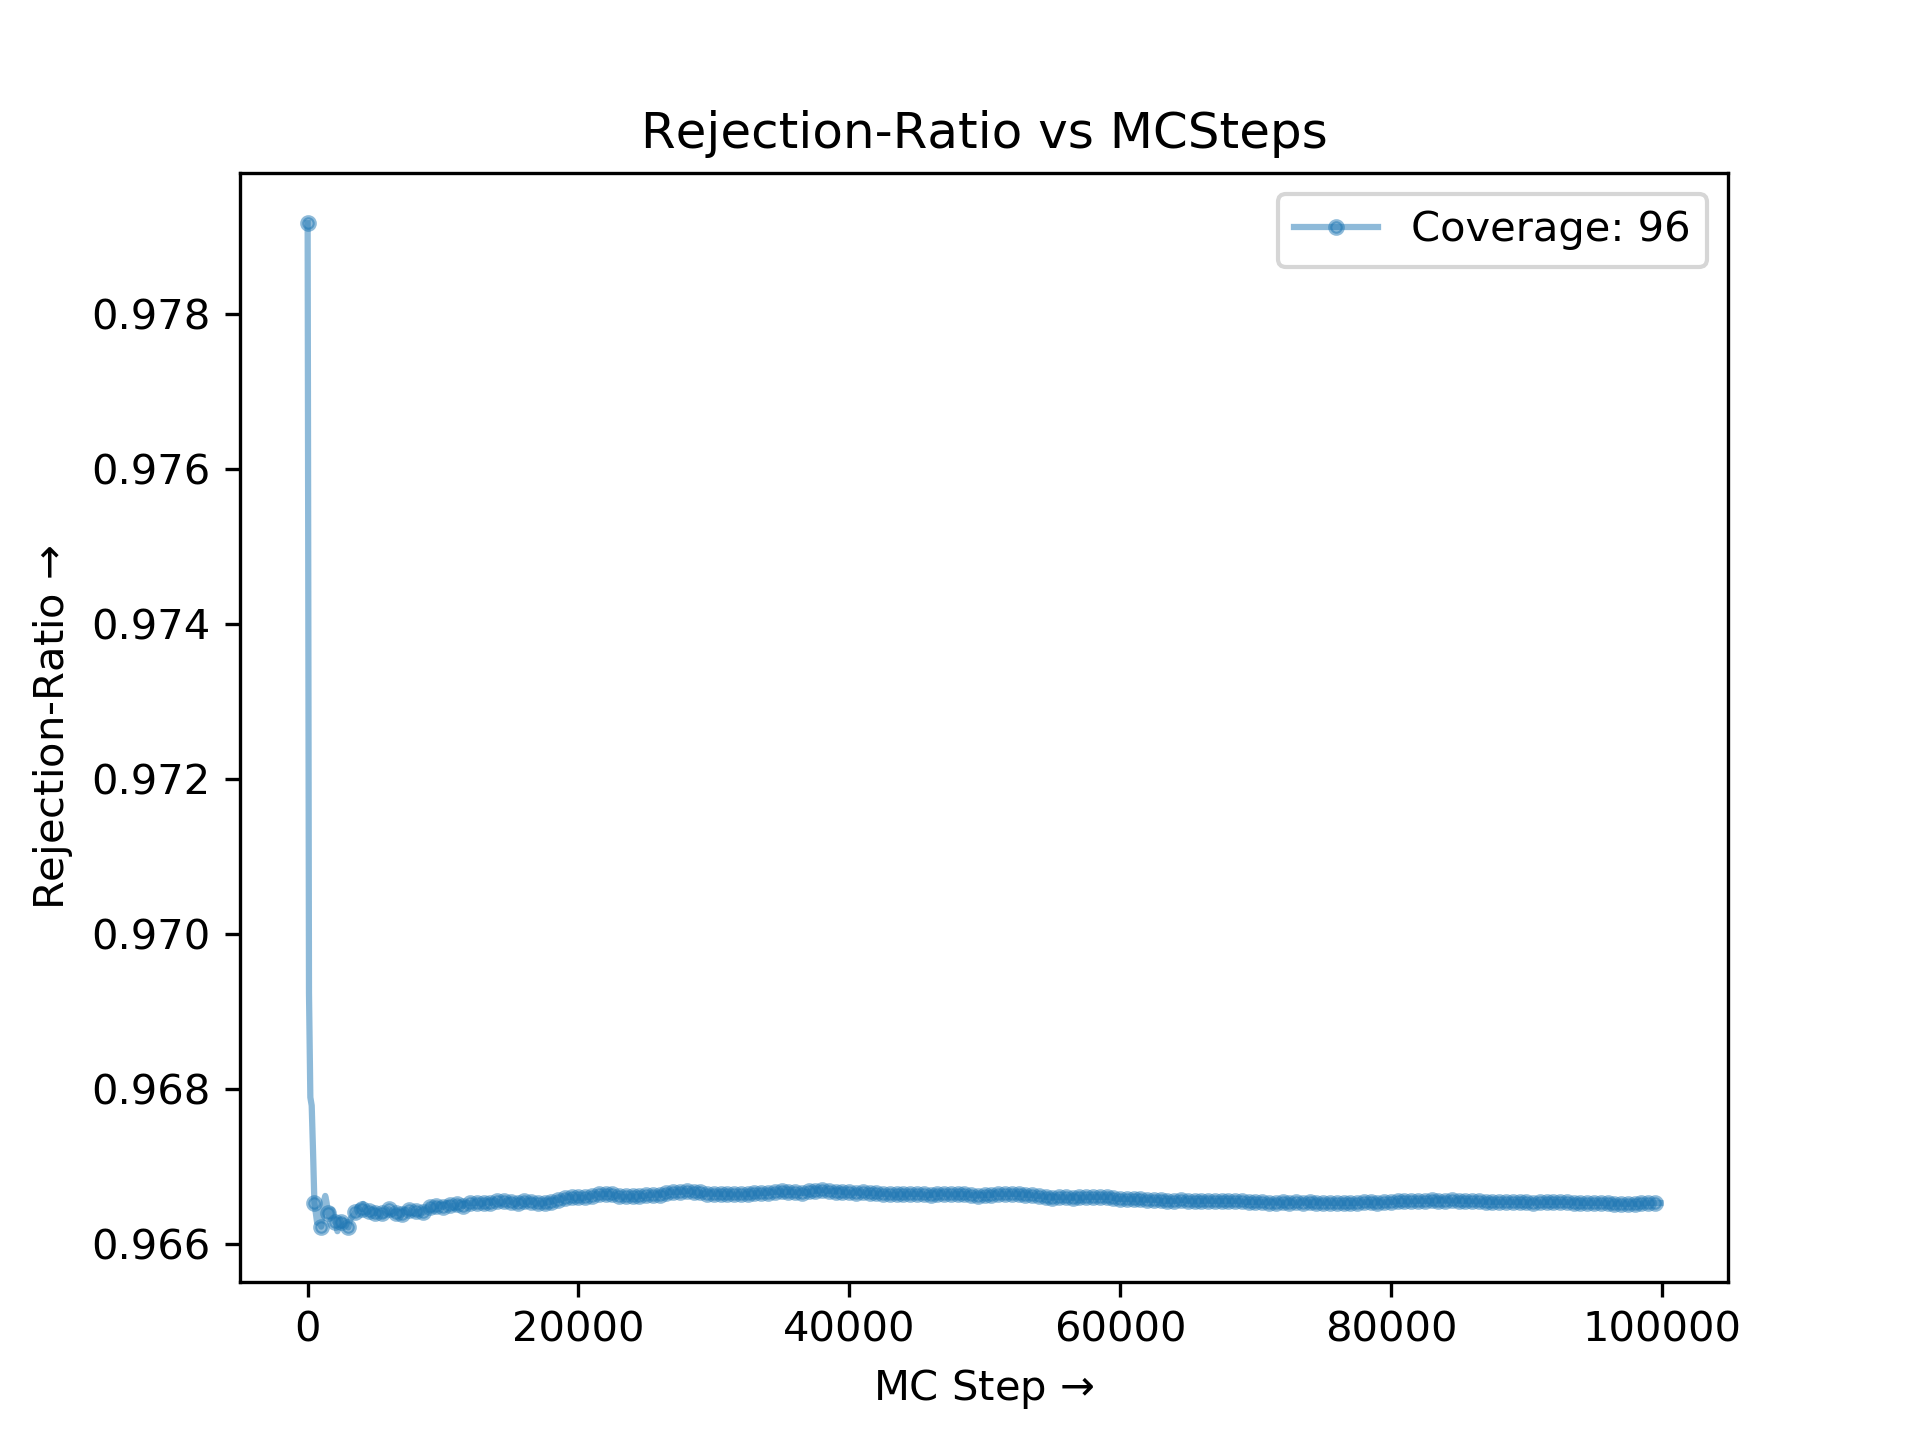 Rejection-Ratio vs MCSteps
Coverage: 96
Rejection-Ratio →
0.978
0.976
0.974
0.972
0.970
0.968
0.966
0 20000 40000 60000 80000 100000
MC Step →